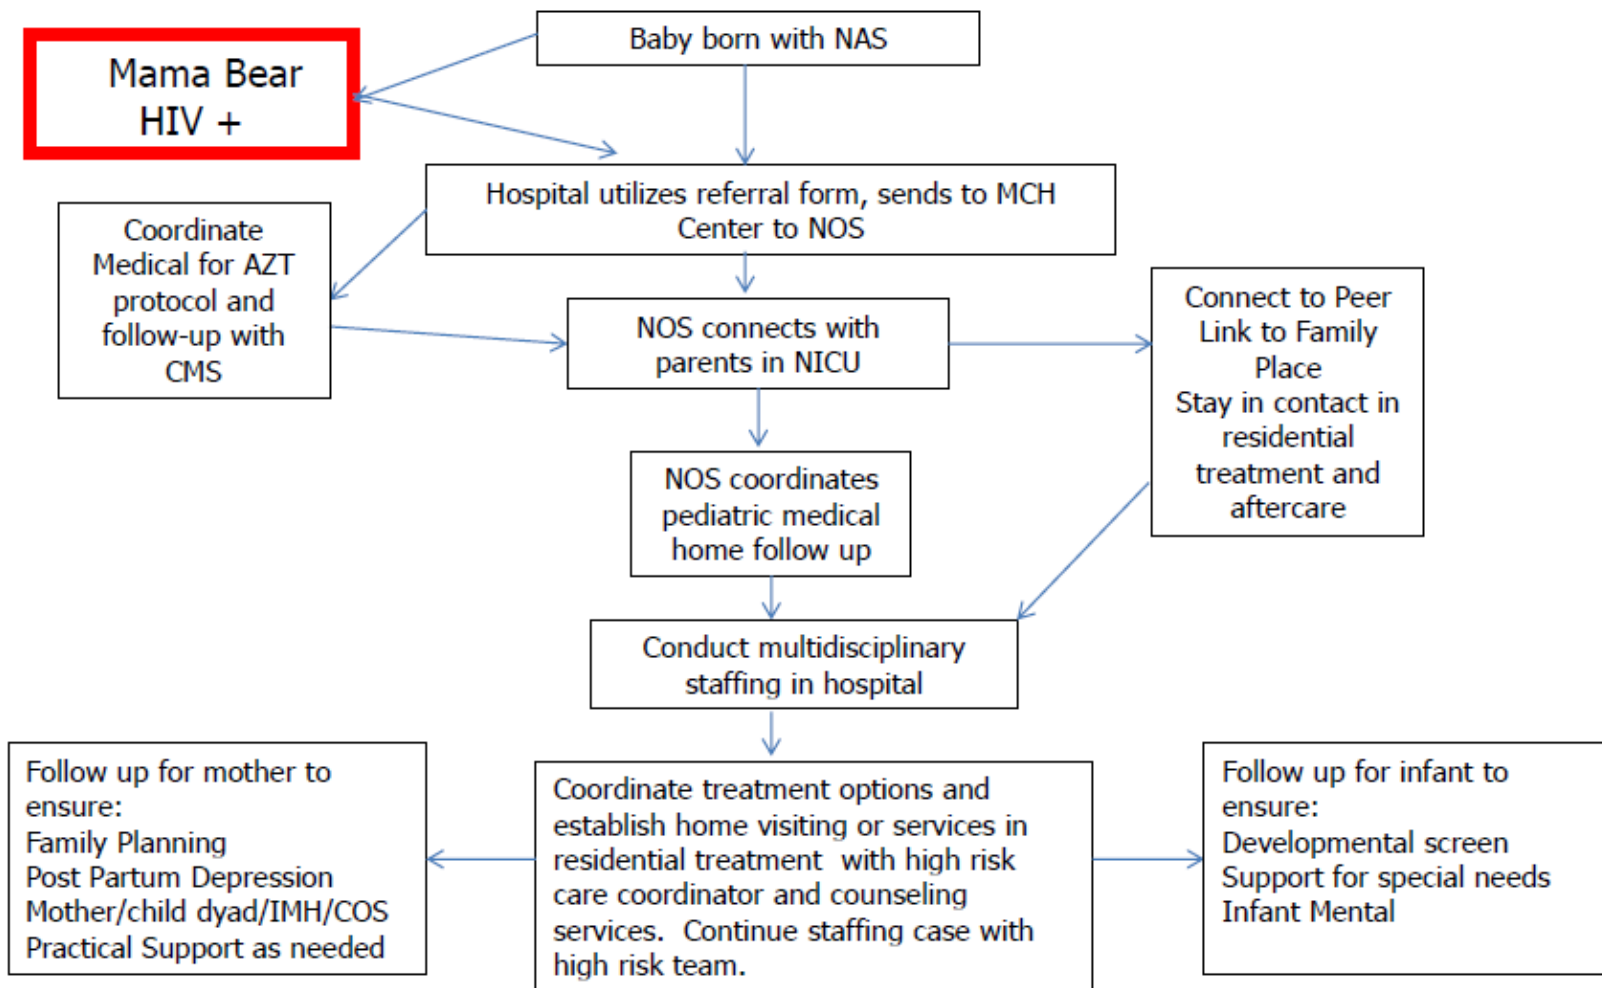 Baby born with NAS
Mama Bear
HIV +
Hospital utilizes referral form, sends to MCH
Center to NOS
Coordinate
Medical for AZT
protocol and
follow-up with
CMS
NOS connects with
parents in NICU
Connect to Peer
Link to Family
Place
Stay in contact in
residential
treatment and
aftercare
NOS coordinates
pediatric medical
home follow up
Conduct multidisciplinary
staffing in hospital
Follow up for mother to
ensure:
Family Planning
Post Partum Depression
Mother/child dyad/IMH/COS
Practical Support as needed
Coordinate treatment options and
establish home visiting or services in
residential treatment with high risk
care coordinator and counseling
services. Continue staffing case with
high risk team.
Follow up for infant to
ensure:
Developmental screen
Support for special needs
Infant Mental